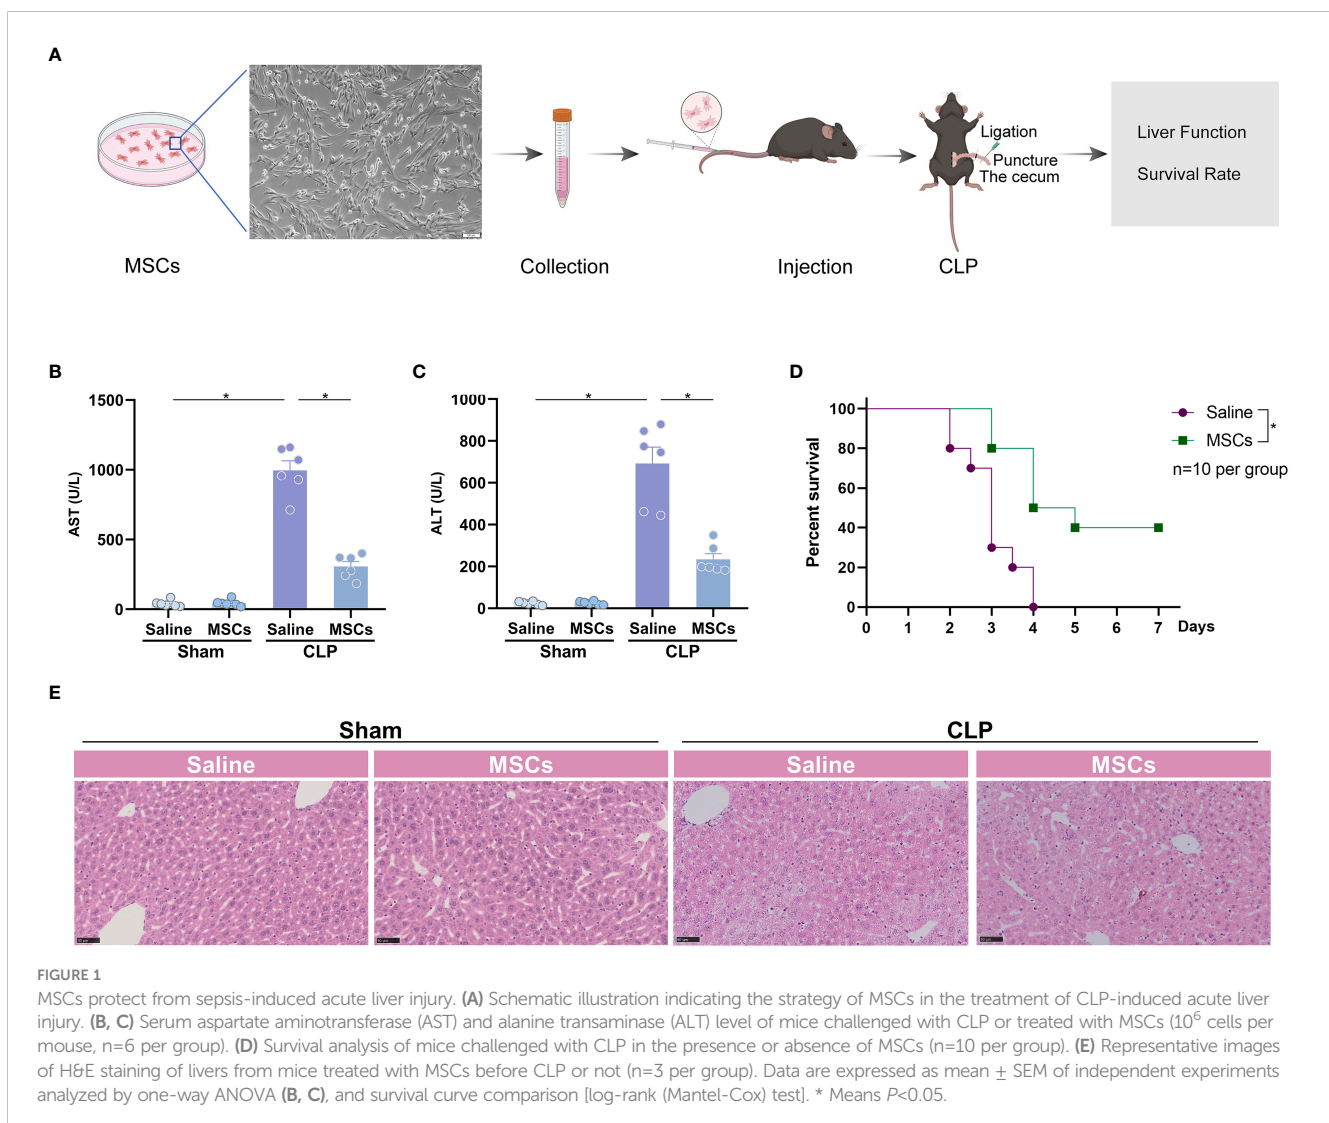 A
Ligation
Puncture
The cecum
Liver Function
Survival Rate
MSCs
Collection
Injection
CLP
B
AST (U/L)
1500
1000
500
0
*
*
Saline
MSCs
Saline
MSCs
Sham
CLP
C
ALT (U/L)
1000
800
600
400
200
0
*
*
Saline
MSCs
Saline
MSCs
Sham
CLP
D
Percent survival
100
80
60
40
20
0
0 1 2 3 4 5 6 7 Days
Saline
MSCs
*
n=10 per group
E
Sham
CLP
Saline
MSCs
Saline
MSCs
FIGURE 1
MSCs protect from sepsis-induced acute liver injury. (A) Schematic illustration indicating the strategy of MSCs in the treatment of CLP-induced acute liver
injury. (B, C) Serum aspartate aminotransferase (AST) and alanine transaminase (ALT) level of mice challenged with CLP or treated with MSCs (10⁶ cells per
mouse, n=6 per group). (D) Survival analysis of mice challenged with CLP in the presence or absence of MSCs (n=10 per group). (E) Representative images
of H&E staining of livers from mice treated with MSCs before CLP or not (n=3 per group). Data are expressed as mean ± SEM of independent experiments
analyzed by one-way ANOVA (B, C), and survival curve comparison [log-rank (Mantel-Cox) test]. * Means P<0.05.